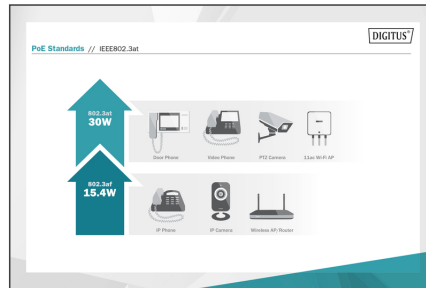 DIGITUS®
PoE Standards // IEEE802.3at
802.3at
30W
Door Phone
Video Phone
PTZ Camera
11ac Wi-Fi AP
802.3af
15.4W
IP Phone
IP Camera
Wireless AP/Router